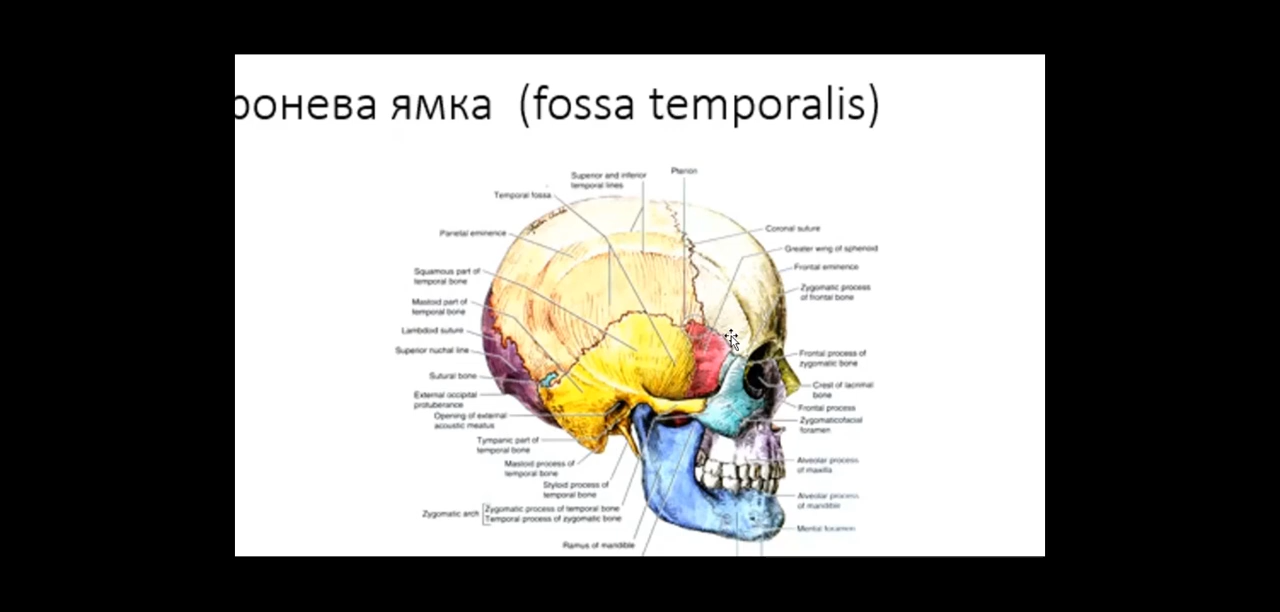 ронева ямка (fossa temporalis)
Superior and inferior
temporal lines
Pterion
Temporal fossa
Parietal eminence
Squamous part of
temporal bone
Mastoid part of
temporal bone
Lambdoid suture
Superior nuchal line
Sutural bone
External occipital
protuberance
Opening of external
acoustic meatus
Tympanic part of
temporal bone
Mastoid process of
temporal bone
Styloid process of
temporal bone
Zygomatic arch
Zygomatic process of temporal bone
Temporal process of zygomatic bone
Ramus of mandible
Coronal suture
Greater wing of sphenoid
Frontal eminence
Zygomatic process
of frontal bone
Frontal process of
zygomatic bone
Crest of lacrimal
bone
Frontal process
Zygomaticofacial
foramen
Alveolar process
of maxilla
Alveolar process
of mandible
Mental foramen